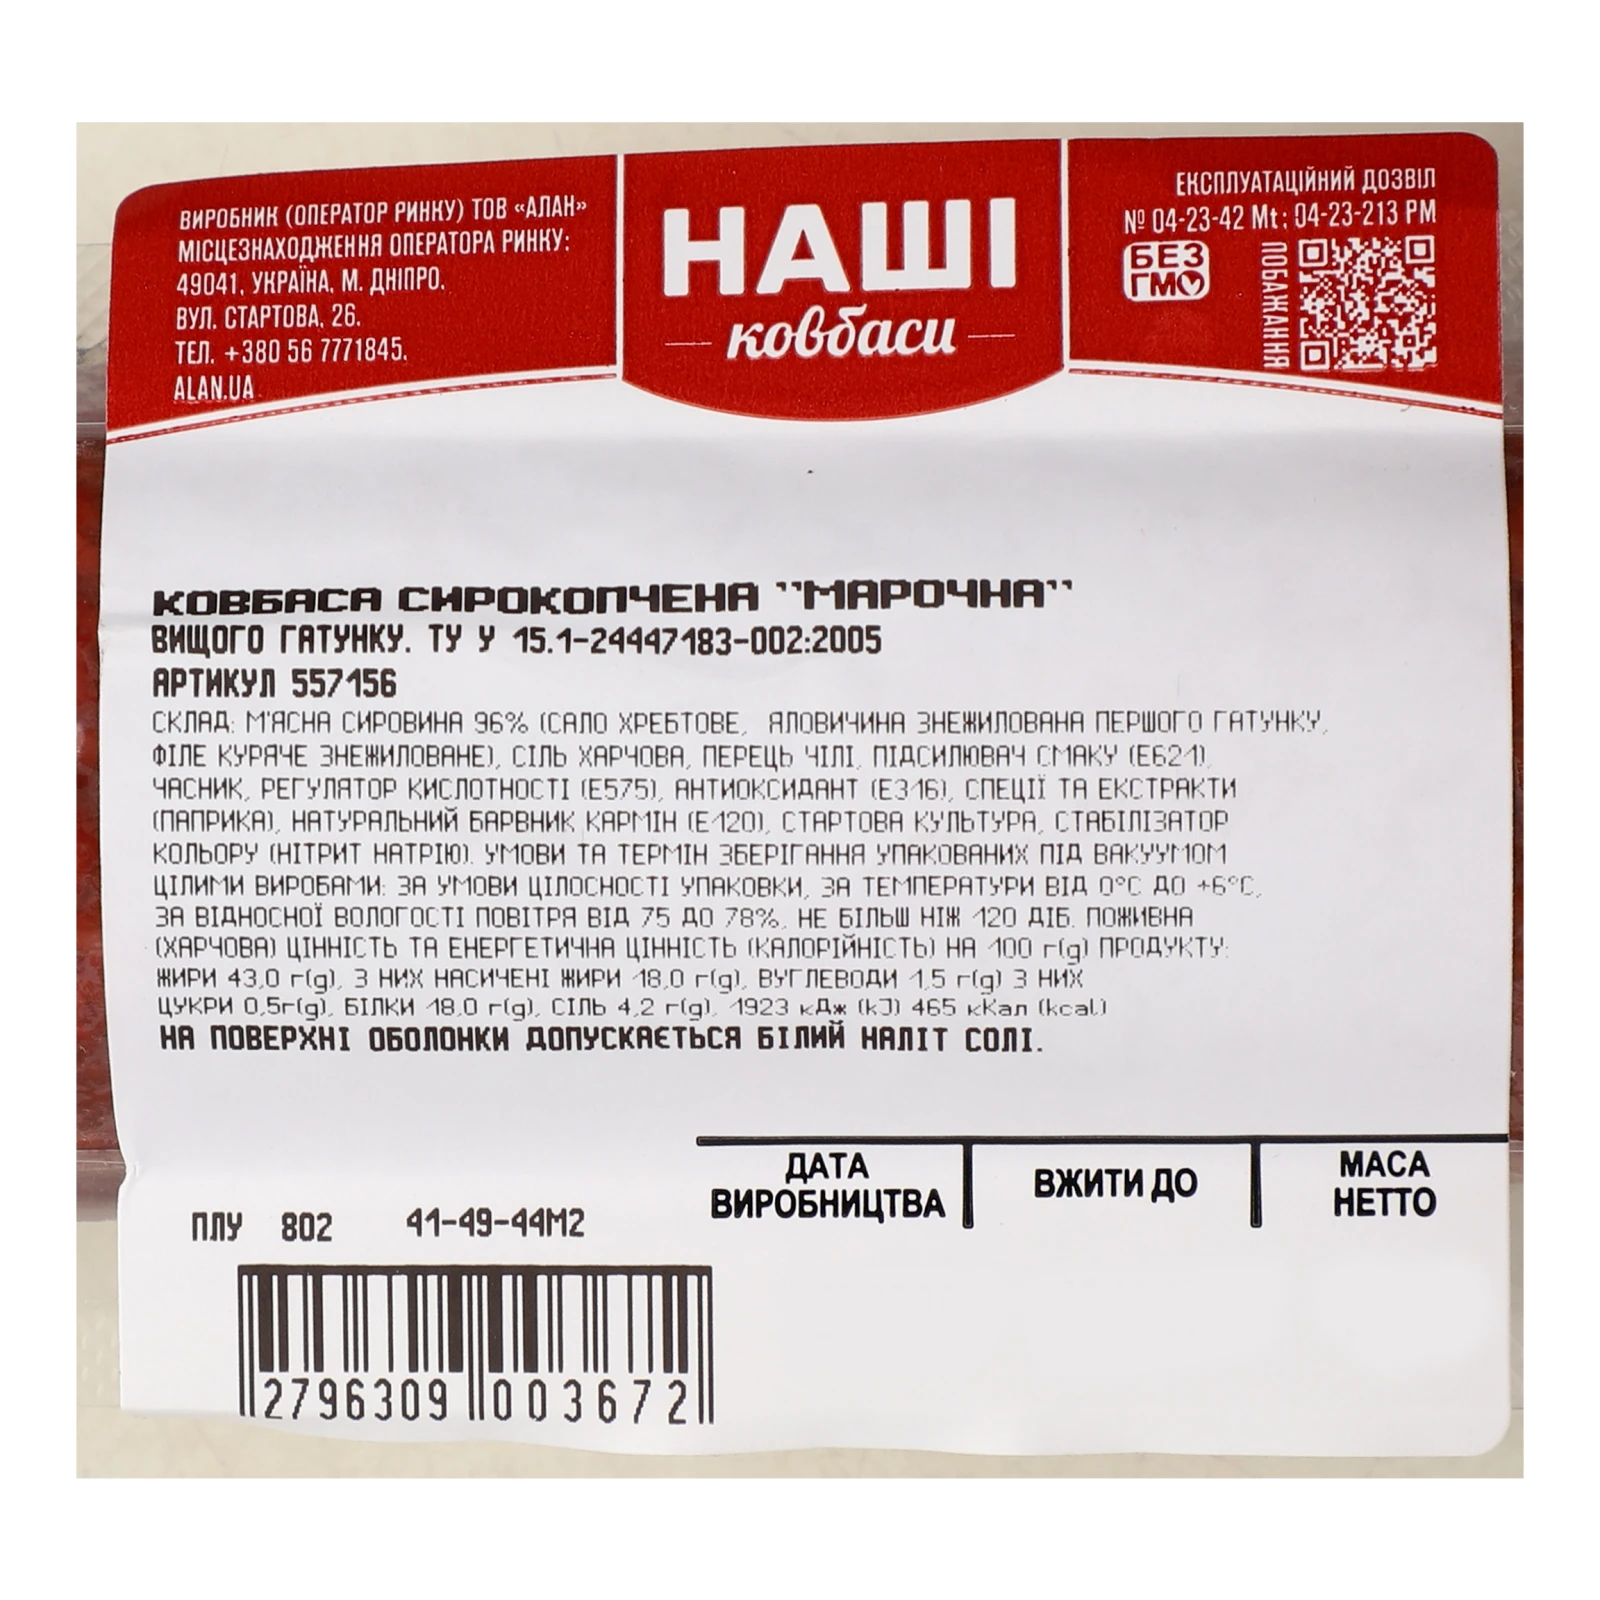 ВИРОБНИК (ОПЕРАТОР РИНКУ) ТОВ «АЛАН»
МІСЦЕЗНАХОДЖЕННЯ ОПЕРАТОРА РИНКУ:
49041, УКРАЇНА, М. ДНІПРО,
ВУЛ. СТАРТОВА, 26.
ТЕЛ. +380 56 7771845.
ALAN.UA
НАШІ
ковбаси
ЕКСПЛУАТАЦІЙНИЙ ДОЗВІЛ
№ 04-23-42 Mt; 04-23-213 PM
БЕЗ
ГМО
ПОБАЖАННЯ
КОВБАСА СИРОКОПЧЕНА "МАРОЧНА"
ВИЩОГО ГАТУНКУ. ТУ У 15.1-24447183-002:2005
АРТИКУЛ 557156
СКЛАД: М'ЯСНА СИРОВИНА 96% (САЛО ХРЕБТОВЕ, ЯЛОВИЧИНА ЗНЕЖИЛОВАНА ПЕРШОГО ГАТУНКУ,
ФІЛЕ КУРЯЧЕ ЗНЕЖИЛОВАНЕ), СІЛЬ ХАРЧОВА, ПЕРЕЦЬ ЧІЛІ, ПІДСИЛЮВАЧ СМАКУ (Е621),
ЧАСНИК, РЕГУЛЯТОР КИСЛОТНОСТІ (Е575), АНТИОКСИДАНТ (Е316), СПЕЦІЇ ТА ЕКСТРАКТИ
(ПАПРИКА), НАТУРАЛЬНИЙ БАРВНИК КАРМІН (Е120), СТАРТОВА КУЛЬТУРА, СТАБІЛІЗАТОР
КОЛЬОРУ (НІТРИТ НАТРІЮ). УМОВИ ТА ТЕРМІН ЗБЕРІГАННЯ УПАКОВАНИХ ПІД ВАКУУМОМ
ЦІЛИМИ ВИРОБАМИ: ЗА УМОВИ ЦІЛОСНОСТІ УПАКОВКИ, ЗА ТЕМПЕРАТУРИ ВІД 0°С ДО +6°С,
ЗА ВІДНОСНОЇ ВОЛОГОСТІ ПОВІТРЯ ВІД 75 ДО 78%, НЕ БІЛЬШ НІЖ 120 ДІБ. ПОЖИВНА
(ХАРЧОВА) ЦІННІСТЬ ТА ЕНЕРГЕТИЧНА ЦІННІСТЬ (КАЛОРІЙНІСТЬ) НА 100 г(g) ПРОДУКТУ:
ЖИРИ 43,0 г(g), З НИХ НАСИЧЕНІ ЖИРИ 18,0 г(g), ВУГЛЕВОДИ 1,5 г(g) З НИХ
ЦУКРИ 0,5г(g), БІЛКИ 18,0 г(g), СІЛЬ 4,2 г(g), 1923 кДж (kJ) 465 кКал (kcal)
НА ПОВЕРХНІ ОБОЛОНКИ ДОПУСКАЄТЬСЯ БІЛИЙ НАЛІТ СОЛІ.
ДАТА
ВИРОБНИЦТВА
ВЖИТИ ДО
МАСА
НЕТТО
ПЛУ 802 41-49-44М2
2796309 003672